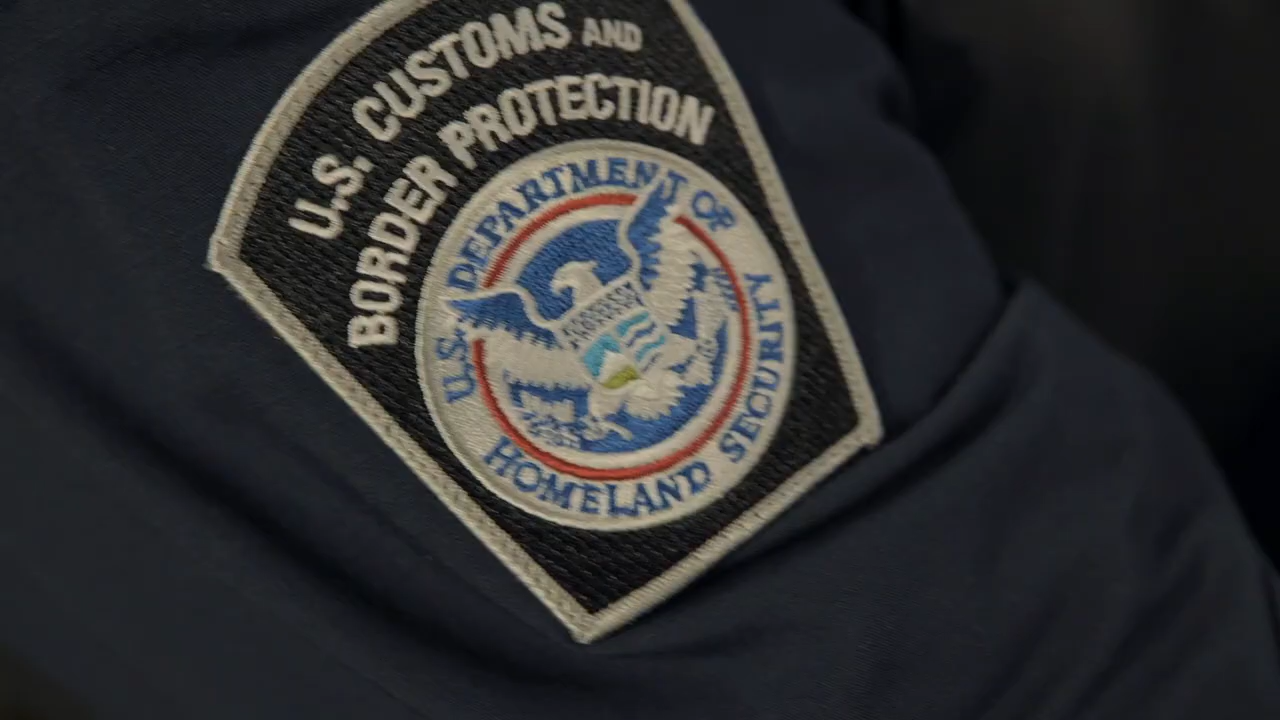 U.S. CUSTOMS AND
BORDER PROTECTION
U.S. DEPARTMENT OF
HOMELAND SECURITY